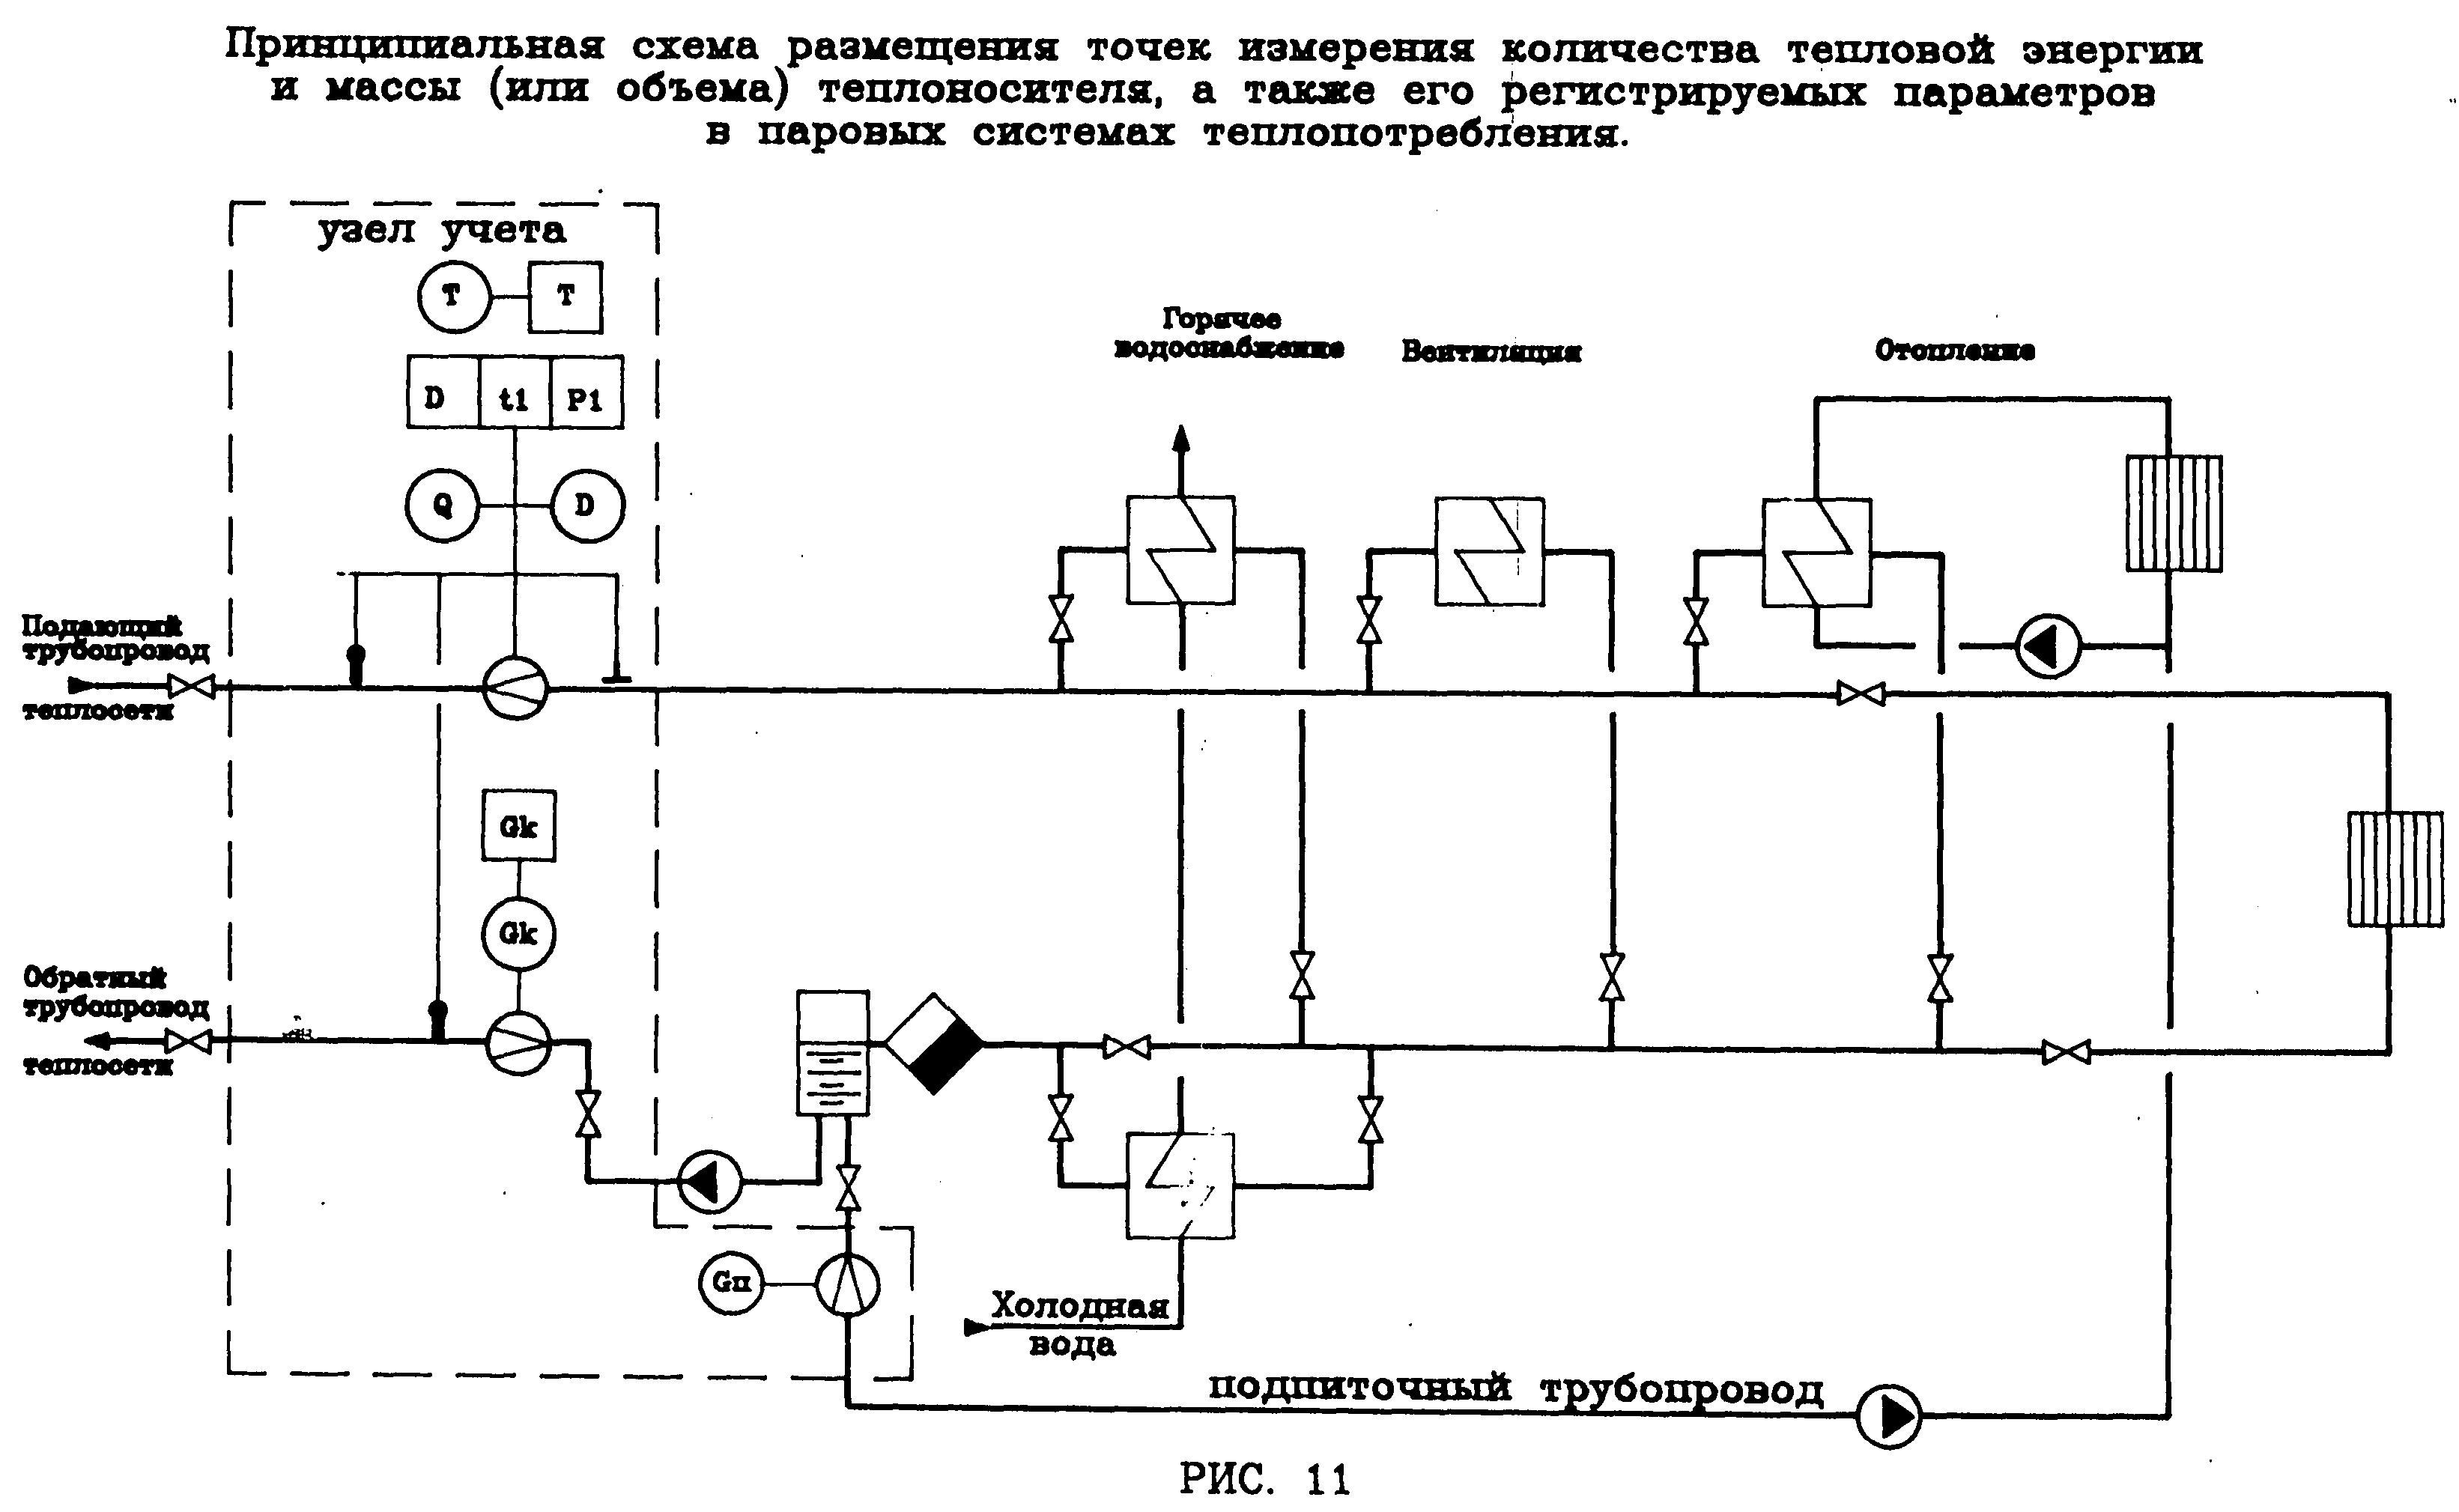 Принципиальная схема размещения точек измерения количества тепловой энергии
и массы (или объема) теплоносителя, а также его регистрируемых параметров
в паровых системах теплопотребления.
узел учета
T
T
D
t1
P1
Q
D
Горячее
водоснабжение
Вентиляция
Отопление
Подающий
трубопровод
теплосети
Gk
Gk
Обратный
трубопровод
теплосети
Gп
Холодная
вода
подпиточный трубопровод
РИС. 11